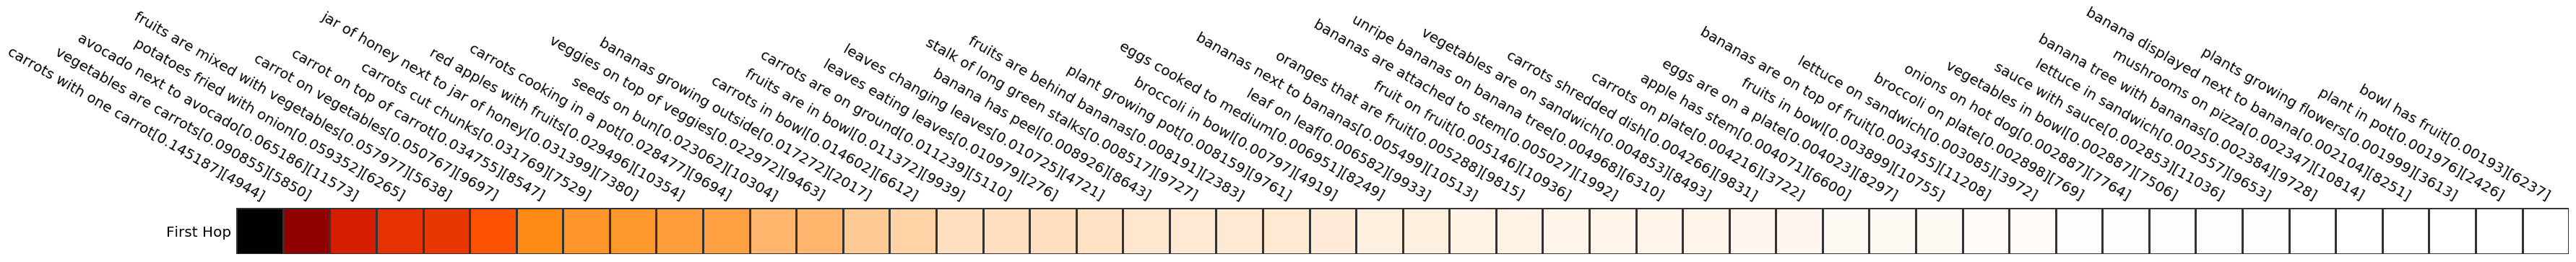 carrots with one carrot[0.145187][4944]
vegetables are carrots[0.090855][5850]
avocado next to avocado[0.065186][11573]
potatoes fried with onion[0.059352][6265]
fruits are mixed with vegetables[0.057977][5638]
carrot on vegetables[0.050767][9697]
carrot on top of carrot[0.034755][8547]
carrots cut chunks[0.031769][7529]
jar of honey next to jar of honey[0.031399][7380]
red apples with fruits[0.029496][10354]
carrots cooking in a pot[0.028477][9694]
seeds on bun[0.023062][10304]
veggies on top of veggies[0.022972][9463]
bananas growing outside[0.017272][2017]
carrots in bowl[0.014602][6612]
fruits are in bowl[0.011372][9939]
carrots are on ground[0.011239][5110]
leaves eating leaves[0.010979][276]
leaves changing leaves[0.010725][4721]
banana has peel[0.008926][8643]
stalk of long green stalks[0.008517][9727]
fruits are behind bananas[0.008191][2383]
plant growing pot[0.008159][9761]
broccoli in bowl[0.00797][4919]
eggs cooked to medium[0.006951][8249]
leaf on leaf[0.006582][9933]
bananas next to bananas[0.005499][10513]
oranges that are fruit[0.005288][9815]
fruit on fruit[0.005146][10936]
bananas are attached to stem[0.005027][1992]
unripe bananas on banana tree[0.004968][6310]
vegetables are on sandwich[0.004853][8493]
carrots shredded dish[0.004266][9831]
carrots on plate[0.004216][3722]
apple has stem[0.004071][6600]
eggs are on a plate[0.004023][8297]
fruits in bowl[0.003899][10755]
bananas are on top of fruit[0.003455][11208]
lettuce on sandwich[0.003085][3972]
broccoli on plate[0.002898][769]
onions on hot dog[0.002887][7764]
vegetables in bowl[0.002887][7506]
sauce with sauce[0.002853][11036]
lettuce in sandwich[0.002557][9653]
banana tree with bananas[0.002384][9728]
mushrooms on pizza[0.002347][10814]
banana displayed next to banana[0.002104][8251]
plants growing flowers[0.001999][3613]
plant in pot[0.001976][2426]
bowl has fruit[0.00193][6237]
First Hop